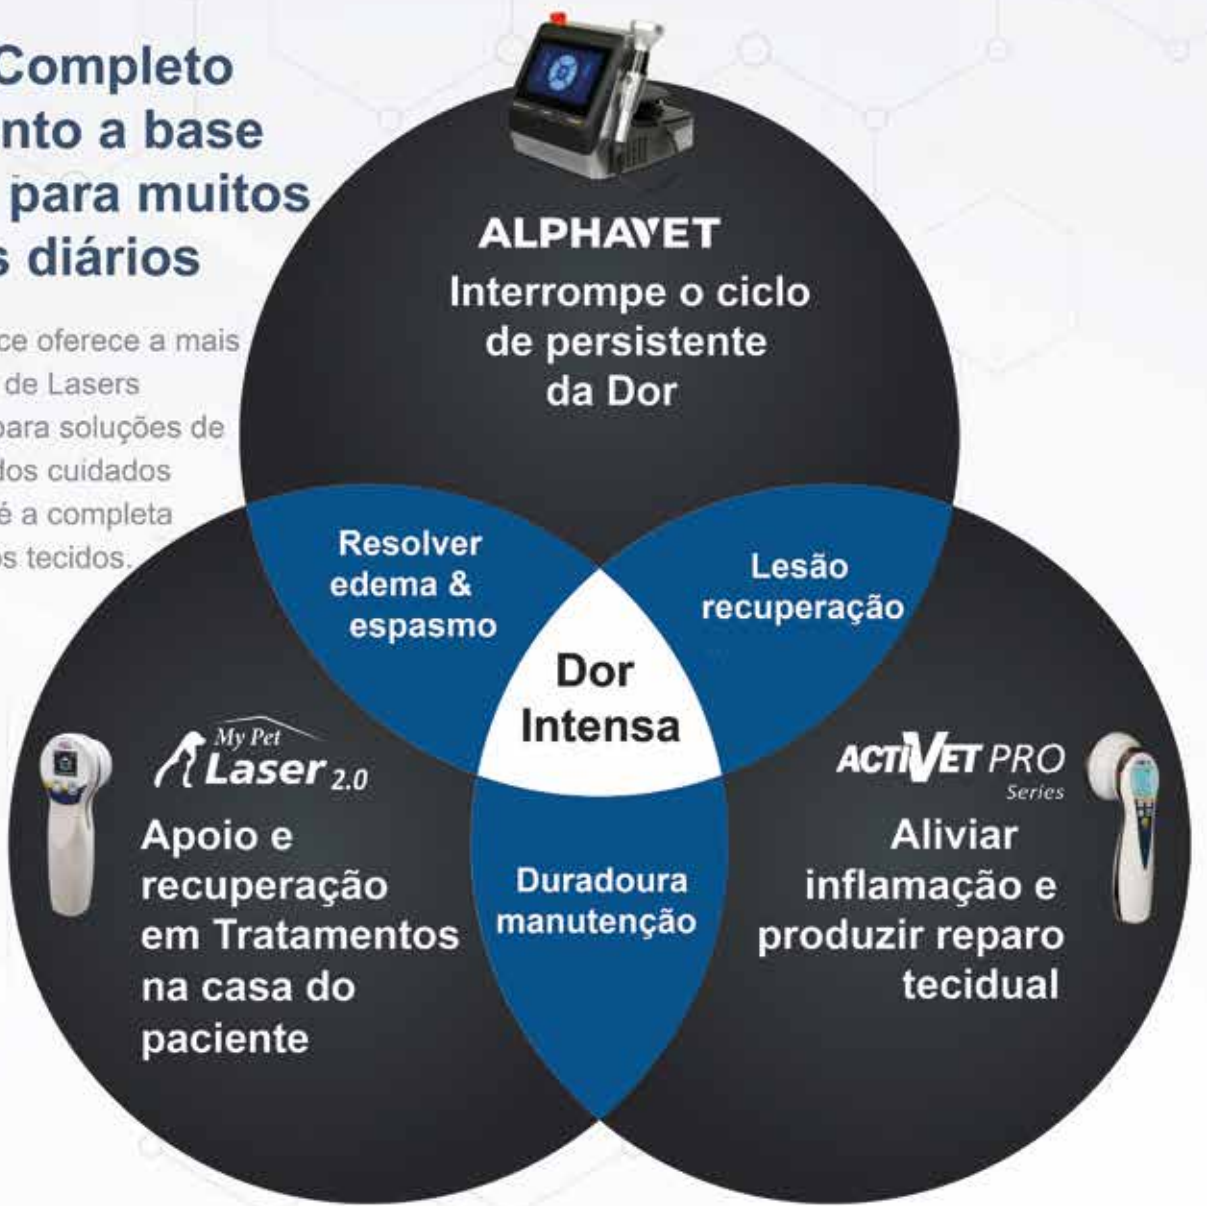 Completo
nto a base
para muitos
s diários
ce oferece a mais
de Lasers
para soluções de
dos cuidados
é a completa
os tecidos.
ALPHAVET
Interrompe o ciclo
de persistente
da Dor
Resolver
edema &
espasmo
Lesão
recuperação
Dor
Intensa
My Pet
Laser 2.0
Apoio e
recuperação
em Tratamentos
na casa do
paciente
Duradoura
manutenção
ACTIVET PRO
Series
Aliviar
inflamação e
produzir reparo
tecidual